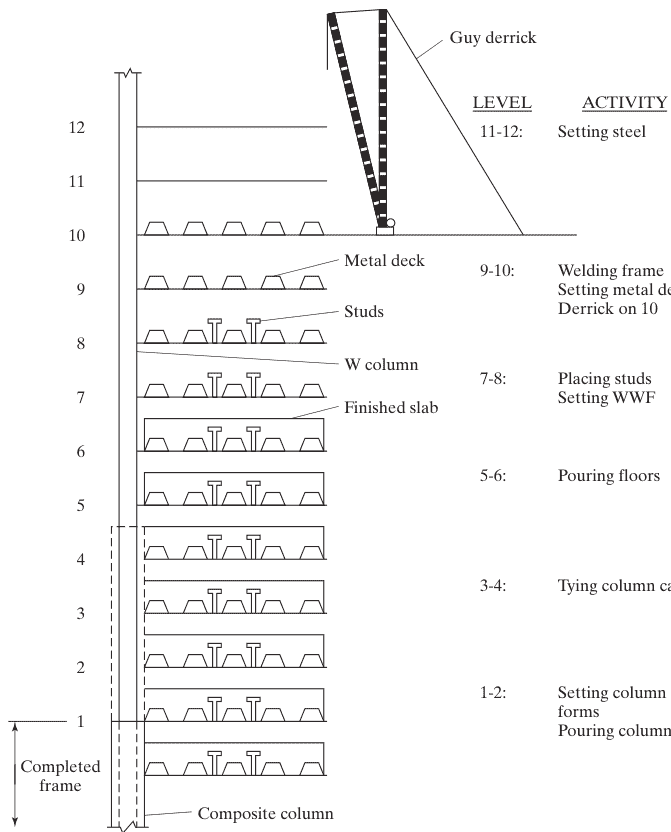 Guy derrick
LEVEL ACTIVITY
11-12: Setting steel
12
11
10
Metal deck
9-10: Welding frame
Setting metal
Derrick on 10
9
Studs
8
W column
7-8: Placing studs
Setting WWF
7
Finished slab
6
5-6: Pouring floors
5
4
3-4: Tying column
3
2
1-2: Setting column
forms
Pouring column
1
Completed
frame
Composite column